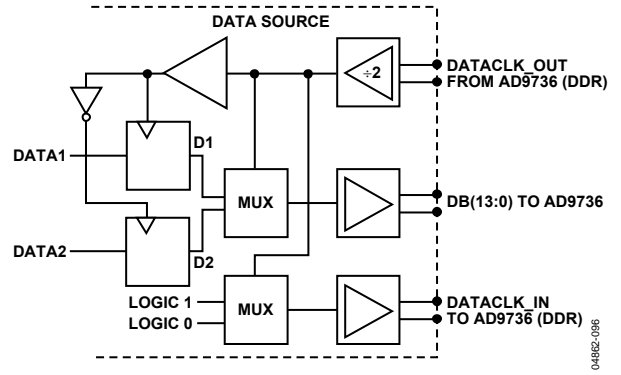 DATA SOURCE
÷2
DATACLK_OUT
FROM AD9736 (DDR)
D1
DATA1
MUX
DB(13:0) TO AD9736
DATA2
D2
LOGIC 1
LOGIC 0
MUX
DATACLK_IN
TO AD9736 (DDR)
04862-096